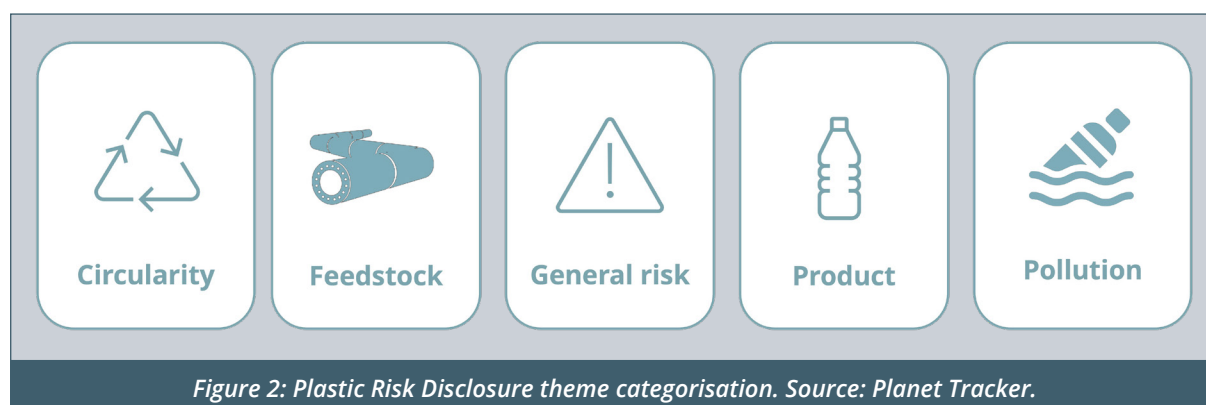 Circularity
Feedstock
General risk
Product
Pollution
Figure 2: Plastic Risk Disclosure theme categorisation. Source: Planet Tracker.